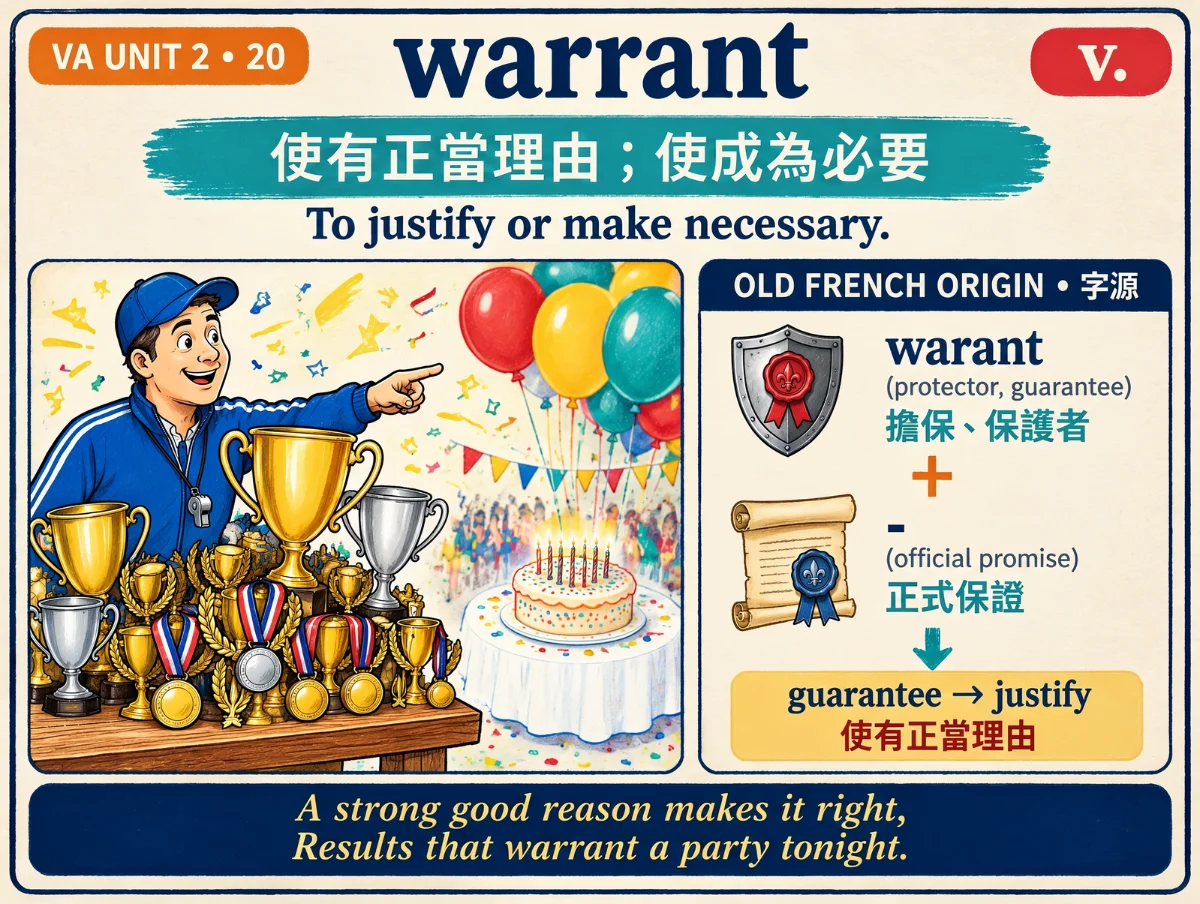 VA UNIT 2 • 20
warrant
v.
使有正當理由；使成為必要
To justify or make necessary.
OLD FRENCH ORIGIN • 字源
warant
(protector, guarantee)
擔保、保護者
+
-
(official promise)
正式保證
guarantee → justify
使有正當理由
A strong good reason makes it right,
Results that warrant a party tonight.